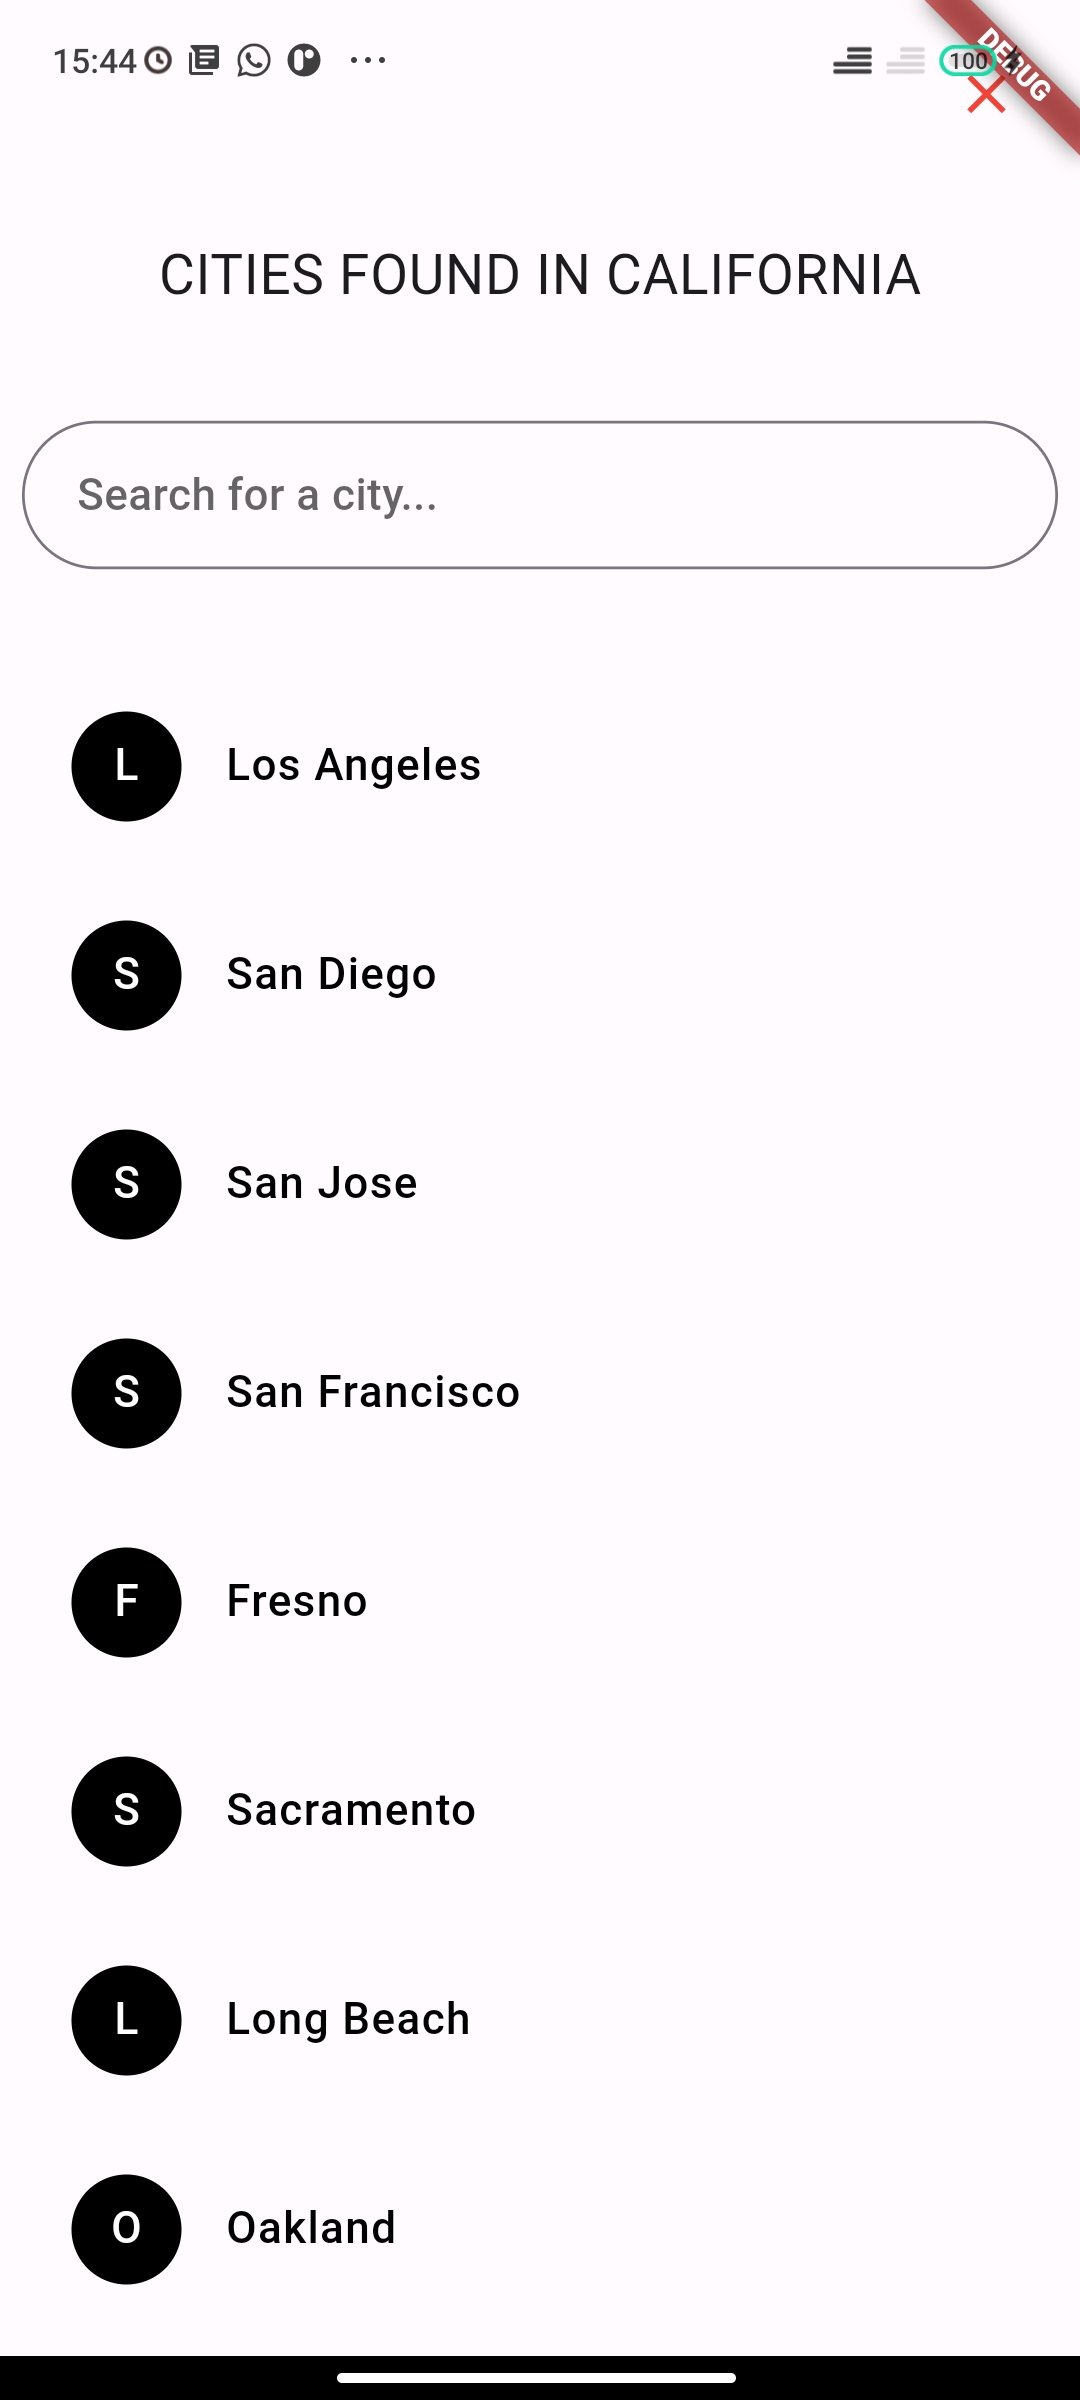 15:44
100
DEBUG
CITIES FOUND IN CALIFORNIA
Search for a city...
L Los Angeles
S San Diego
S San Jose
S San Francisco
F Fresno
S Sacramento
L Long Beach
O Oakland